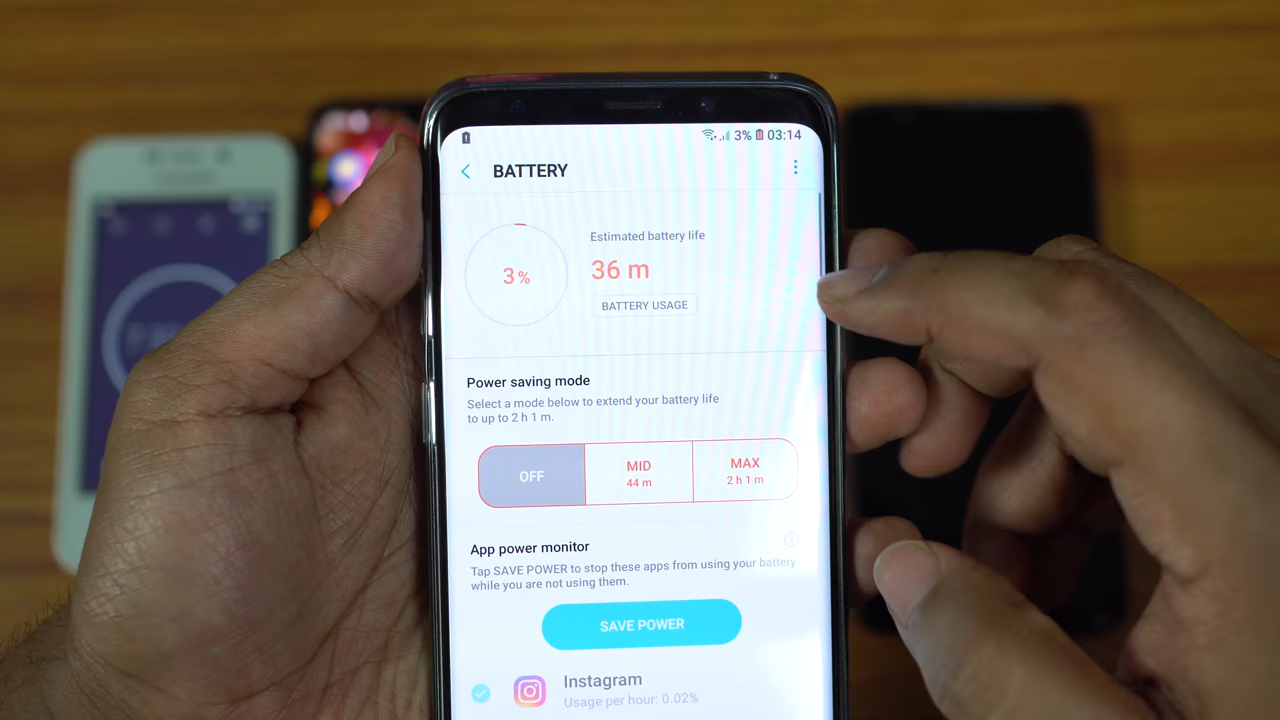 3% 03:14
BATTERY
Estimated battery life
3%
36 m
BATTERY USAGE
Power saving mode
Select a mode below to extend your battery life
to up to 2 h 1 m.
OFF
MID
44 m
MAX
2 h 1 m
App power monitor
Tap SAVE POWER to stop these apps from using your battery
while you are not using them.
SAVE POWER
Instagram
Usage per hour: 0.02%